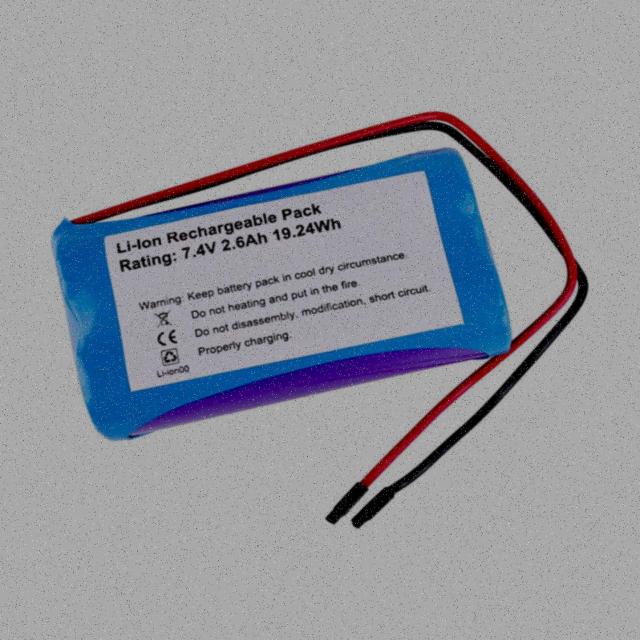 Li-Ion Rechargeable Pack
Rating: 7.4V 2.6Ah 19.24Wh
Warning: Keep battery pack in cool dry circumstance.
Do not heating and put in the fire.
Do not disassembly, modification, short circuit.
CE
Properly charging.
Li-ion00